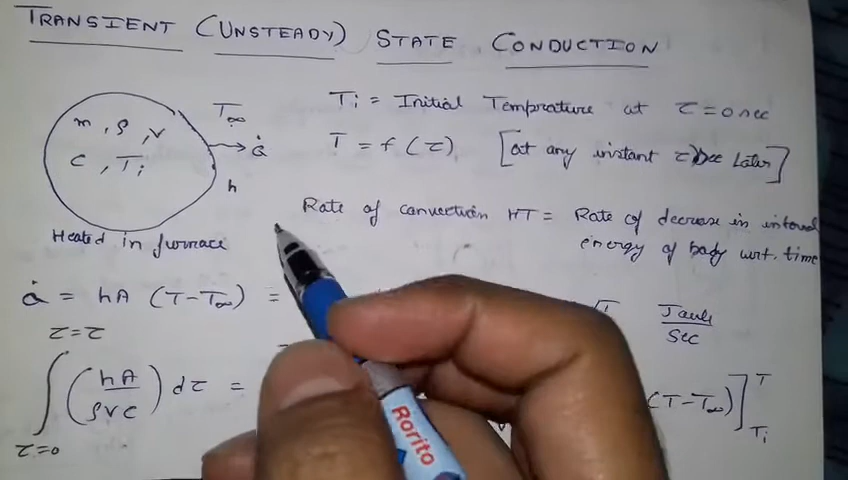 TRANSIENT (UNSTEADY) STATE CONDUCTION
m, ρ, v
c, Ti
T∞
Q̇
h
Heated in furnace
Ti = Initial Temprature at τ=0 sec
T = f(τ) [at any instant τ sec Later]
Rate of convection HT = Rate of decrease in internal
energy of body wrt. time
Q̇ = hA (T-T∞) =
Joule
Sec
τ=τ
∫ (hA/ρvc) dτ =
τ=0
(T-T∞)] T
Ti
Rorito